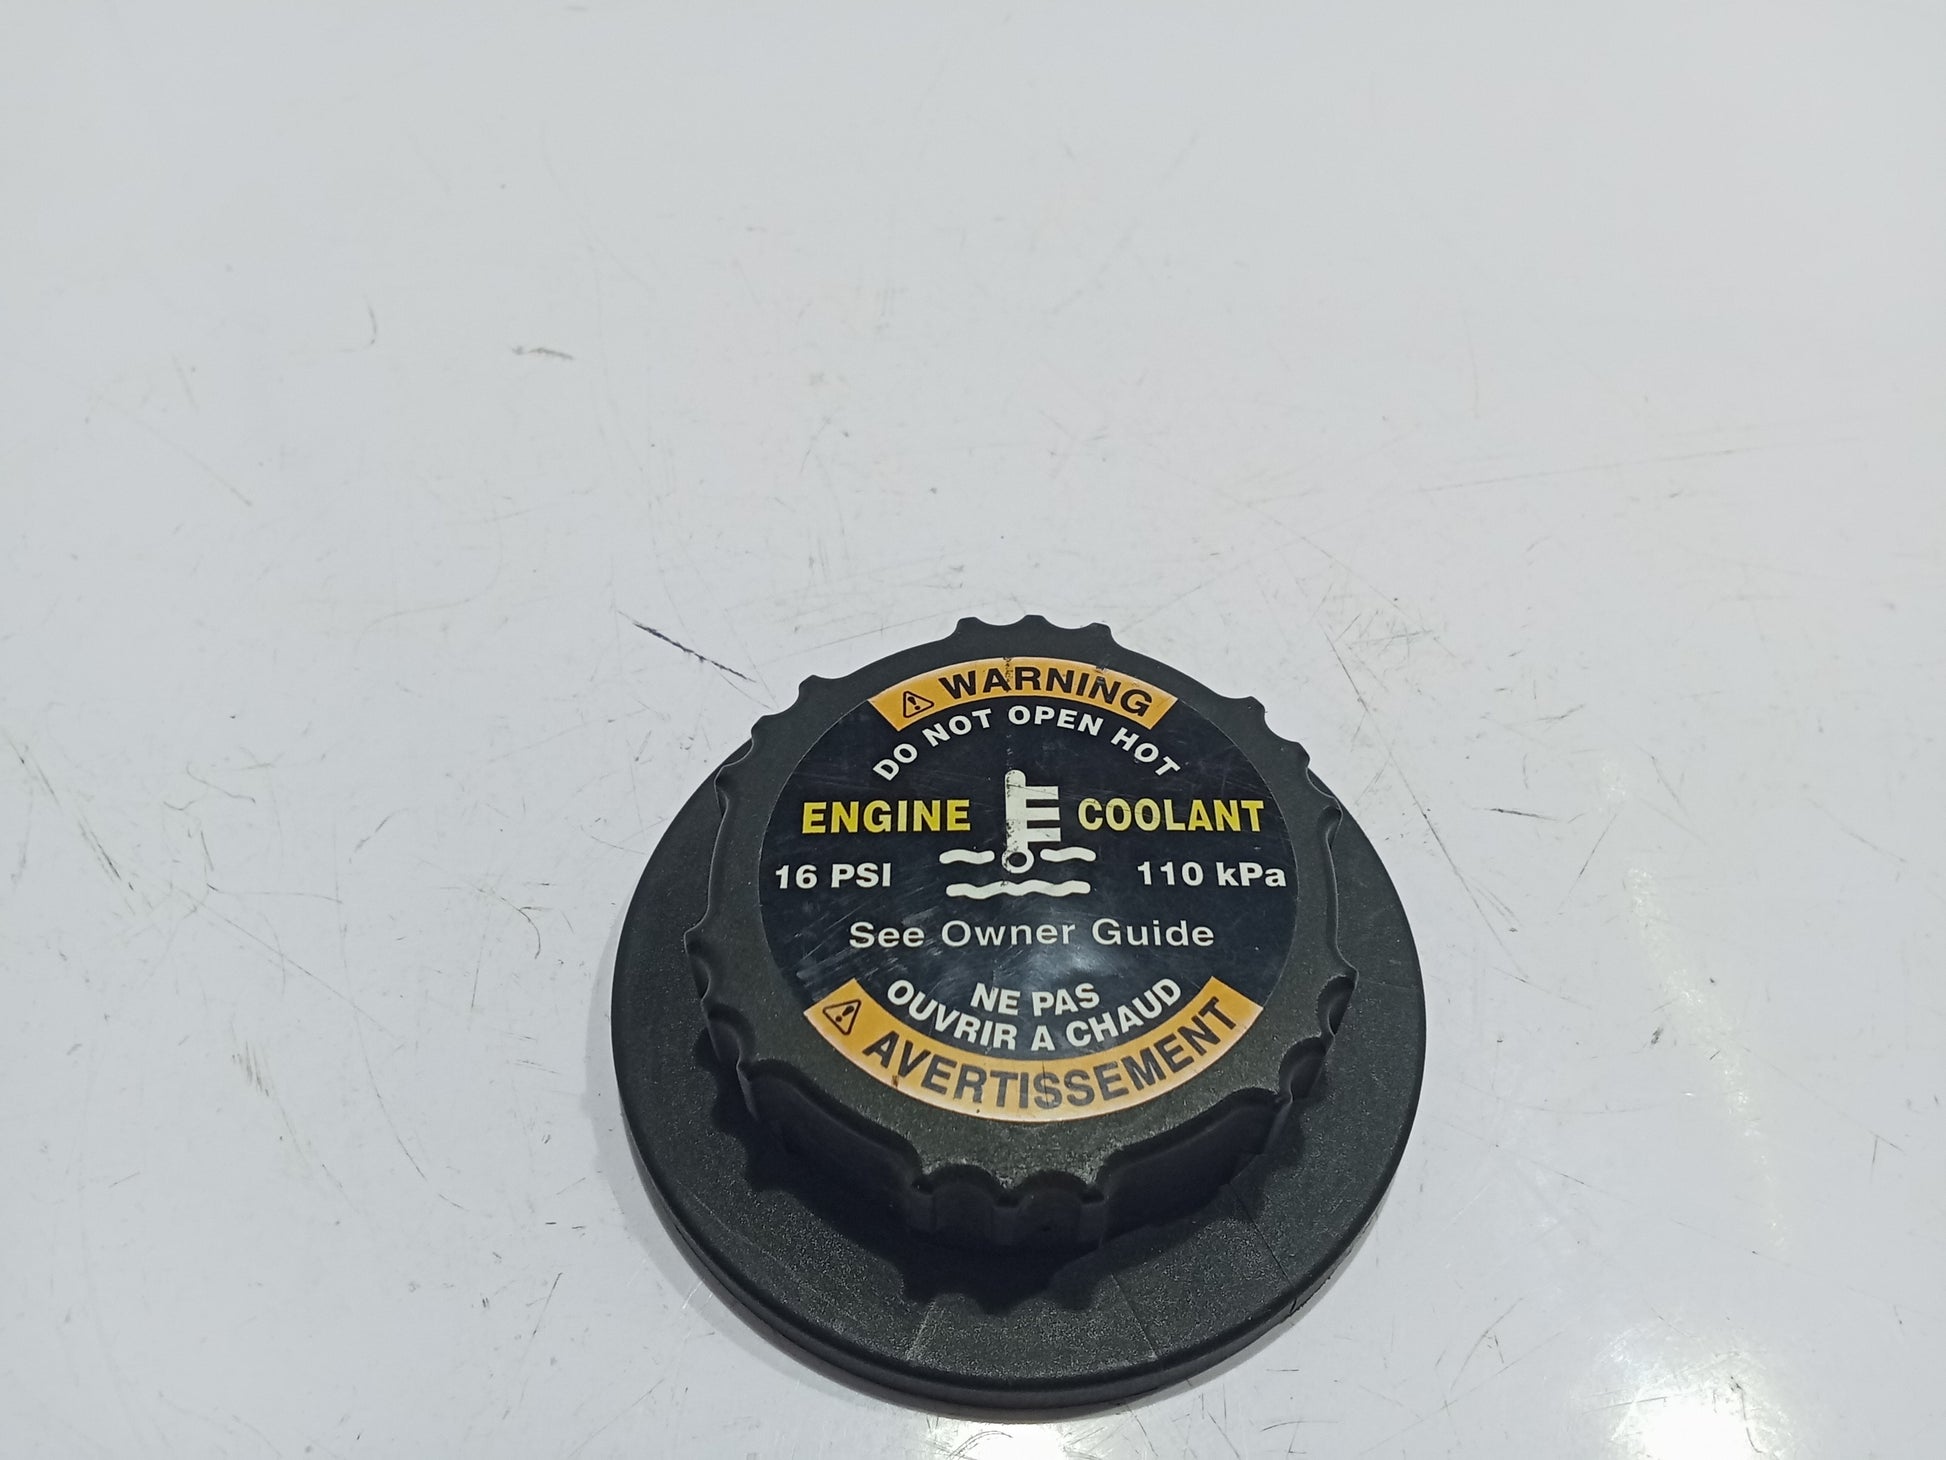 WARNING
DO NOT OPEN HOT
ENGINE COOLANT
16 PSI 110 kPa
See Owner Guide
NE PAS
OUVRIR A CHAUD
AVERTISSEMENT